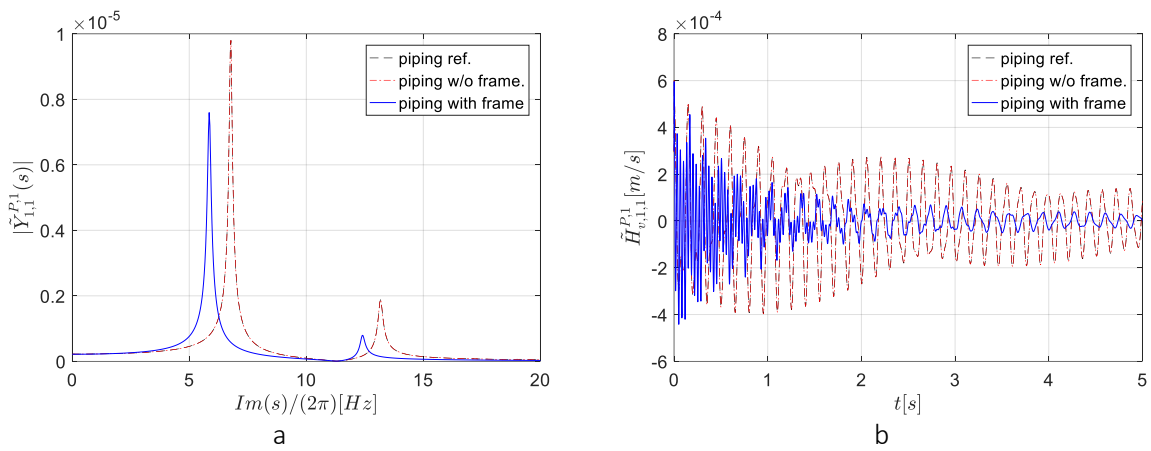 ×10⁻⁵
1
0.8
0.6
0.4
0.2
0
0 5 10 15 20
|Ỹ^{P,1}_{1,1}(s)|
Im(s)/(2π)[Hz]
piping ref.
piping w/o frame.
piping with frame
a
×10⁻⁴
8
6
4
2
0
-2
-4
-6
0 1 2 3 4 5
H̃^{P,1}_{v,1,1}[m/s]
t[s]
piping ref.
piping w/o frame.
piping with frame
b